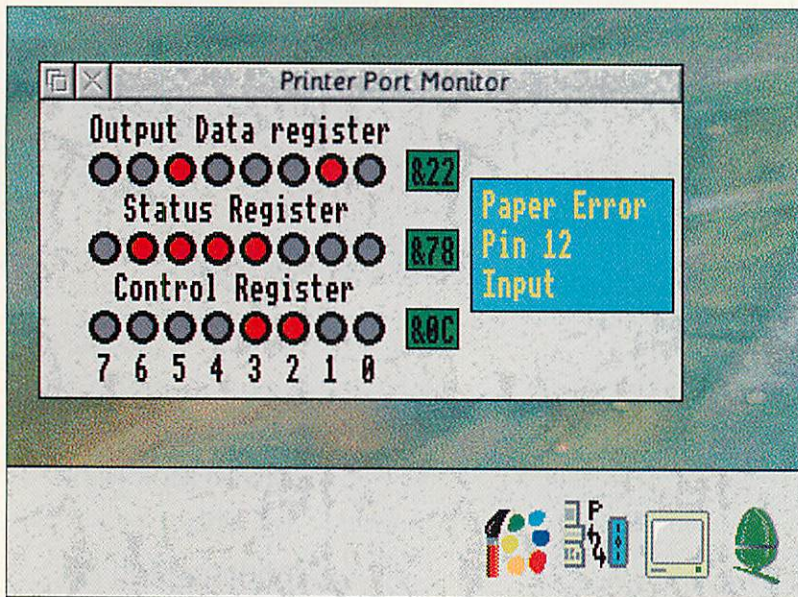 Printer Port Monitor
Output Data register
&22
Status Register
&78
Control Register
&0C
7 6 5 4 3 2 1 0
Paper Error
Pin 12
Input
P